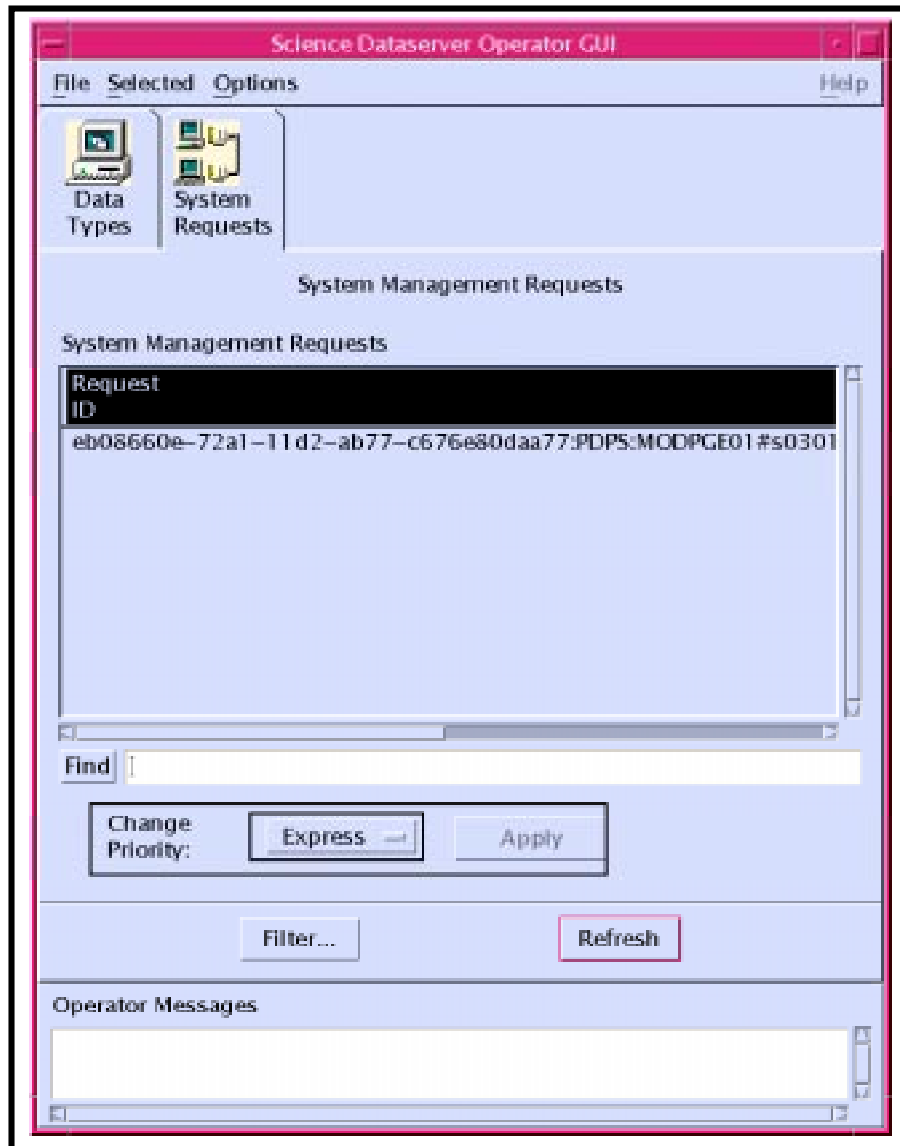 Science Dataserver Operator GUI
File Selected Options Help
Data
Types
System
Requests
System Management Requests
System Management Requests
Request
ID
eb08660e-72a1-11d2-ab77-c676e80daa77:PDPS:MODPGE01#s0301
Find
Change
Priority:
Express
Apply
Filter...
Refresh
Operator Messages